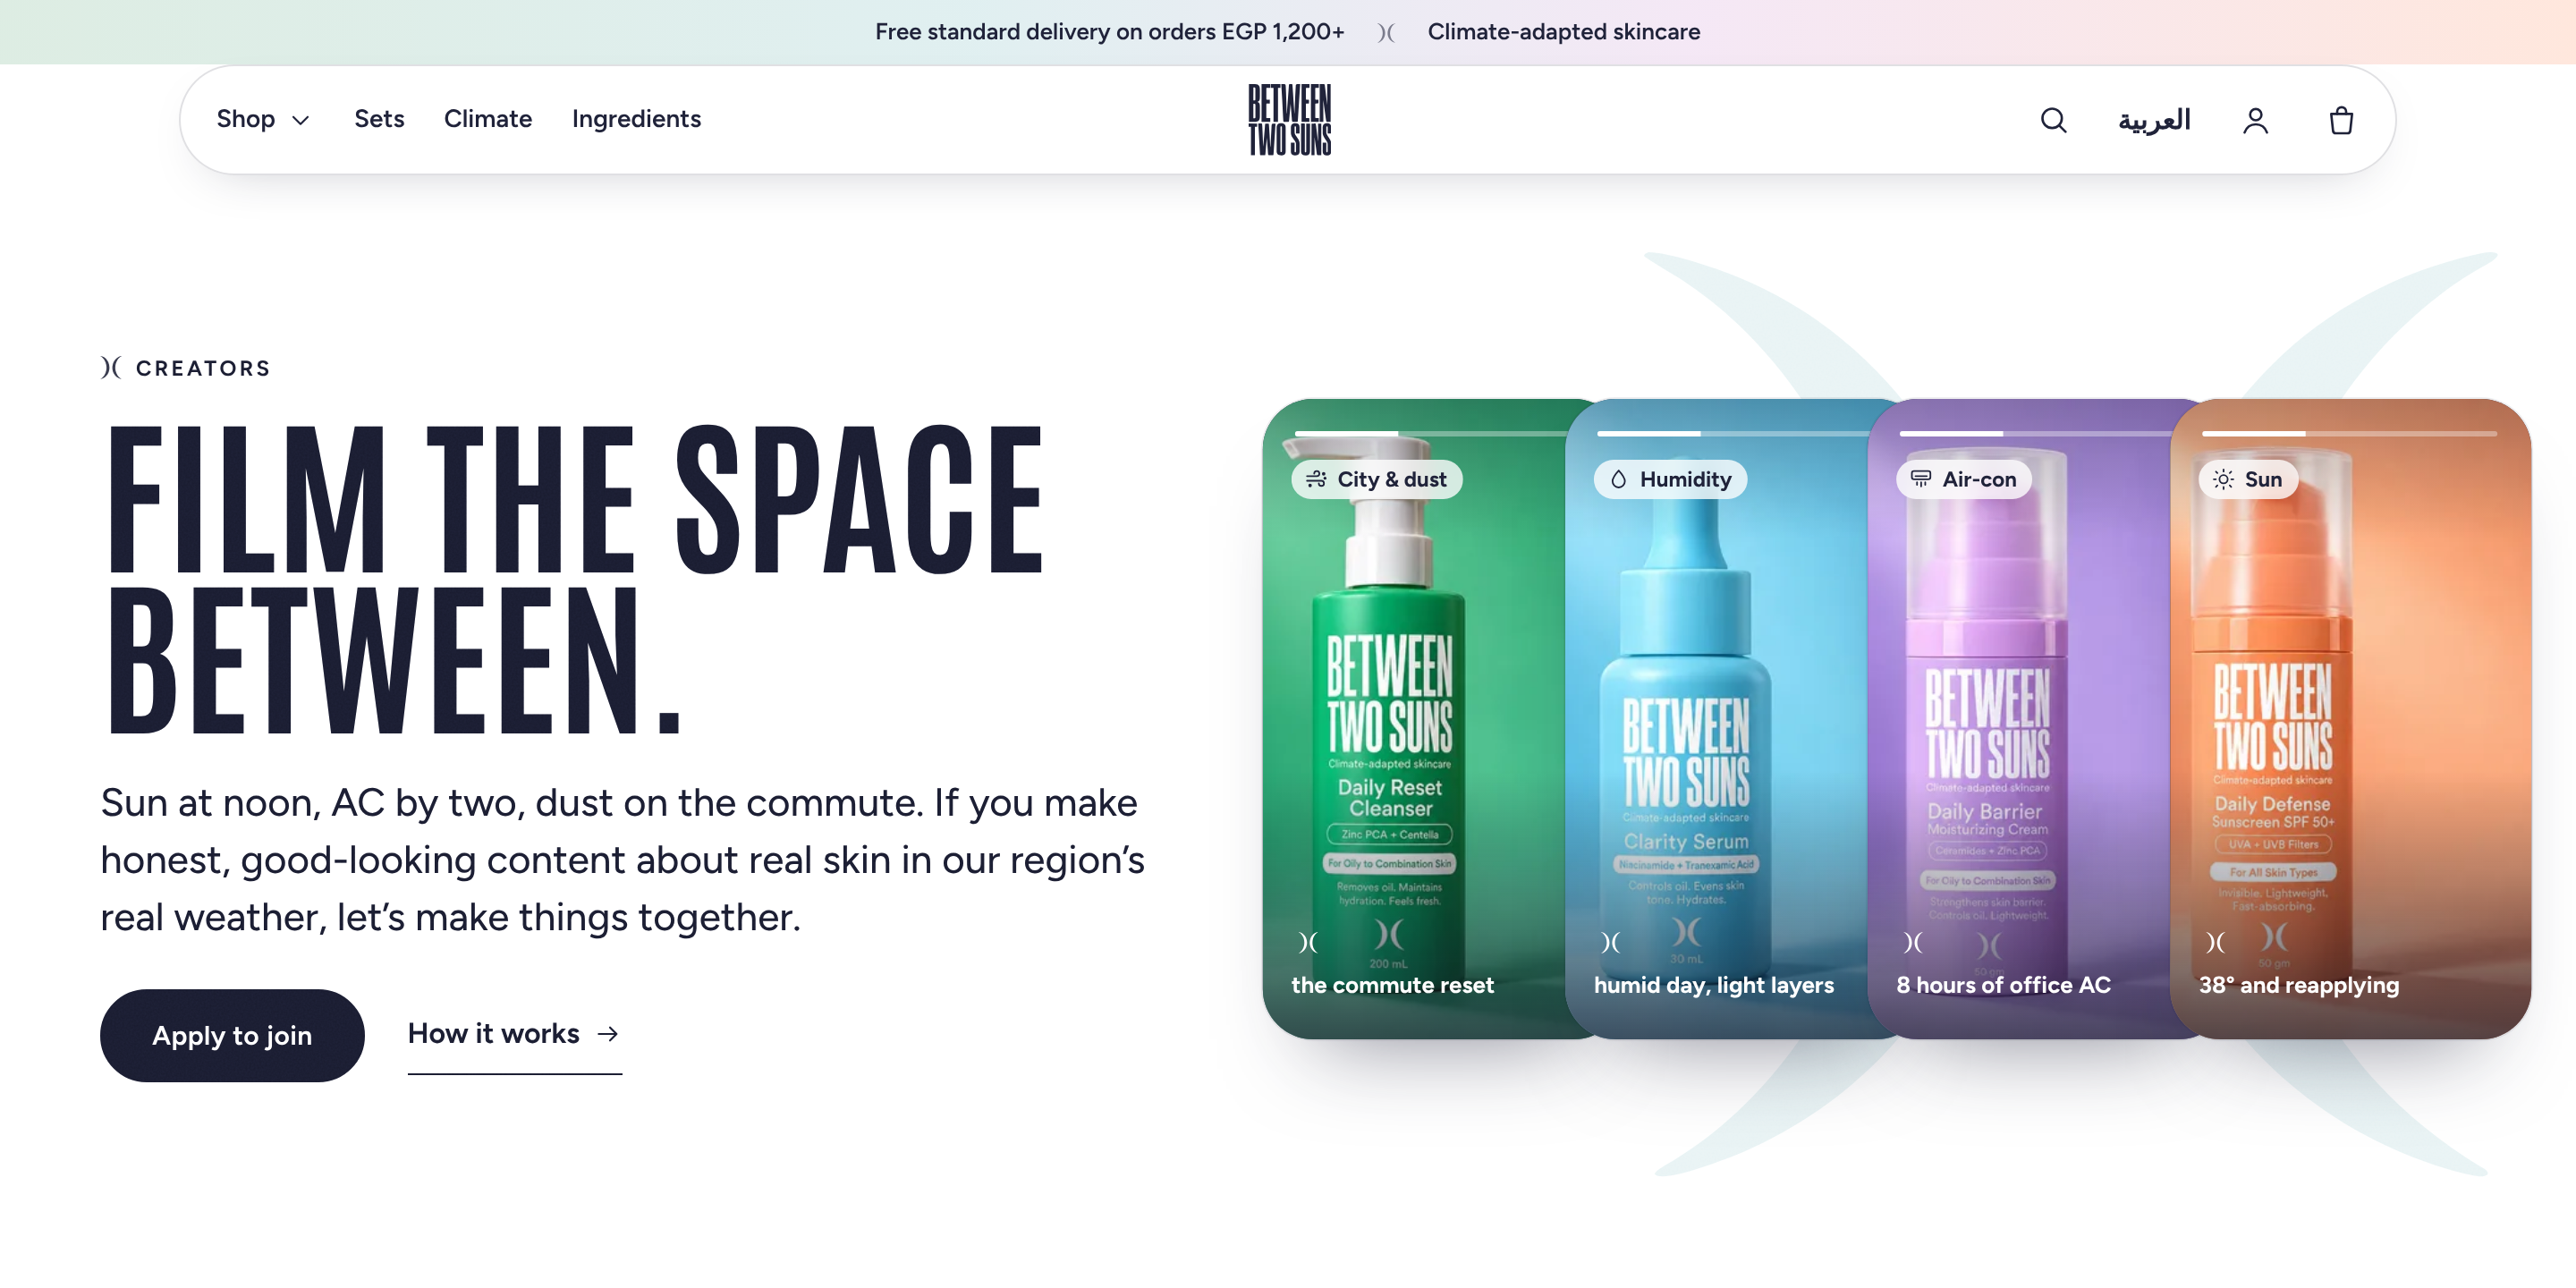 Free standard delivery on orders EGP 1,200+ Climate-adapted skincare
Shop Sets Climate Ingredients
BETWEEN
TWO SUNS
العربية
CREATORS
FILM THE SPACE
BETWEEN.
Sun at noon, AC by two, dust on the commute. If you make
honest, good-looking content about real skin in our region’s
real weather, let’s make things together.
Apply to join
How it works
City & dust
BETWEEN
TWO SUNS
Climate-adapted skincare
Daily Reset
Cleanser
Zinc PCA + Centella
For Oily to Combination Skin
Removes oil. Maintains
hydration. Feels fresh.
200 mL
the commute reset
Humidity
BETWEEN
TWO SUNS
Climate-adapted skincare
Clarity Serum
Niacinamide + Tranexamic Acid
Controls oil. Evens skin
tone. Hydrates.
30 mL
humid day, light layers
Air-con
BETWEEN
TWO SUNS
Climate-adapted skincare
Daily Barrier
Moisturizing Cream
Ceramides + Zinc PCA
For Oily to Combination Skin
Strengthens skin barrier.
Controls oil. Lightweight.
50 gm
8 hours of office AC
Sun
BETWEEN
TWO SUNS
Climate-adapted skincare
Daily Defense
Sunscreen SPF 50+
UVA + UVB Filters
For All Skin Types
Invisible. Lightweight.
Fast-absorbing.
50 gm
38° and reapplying